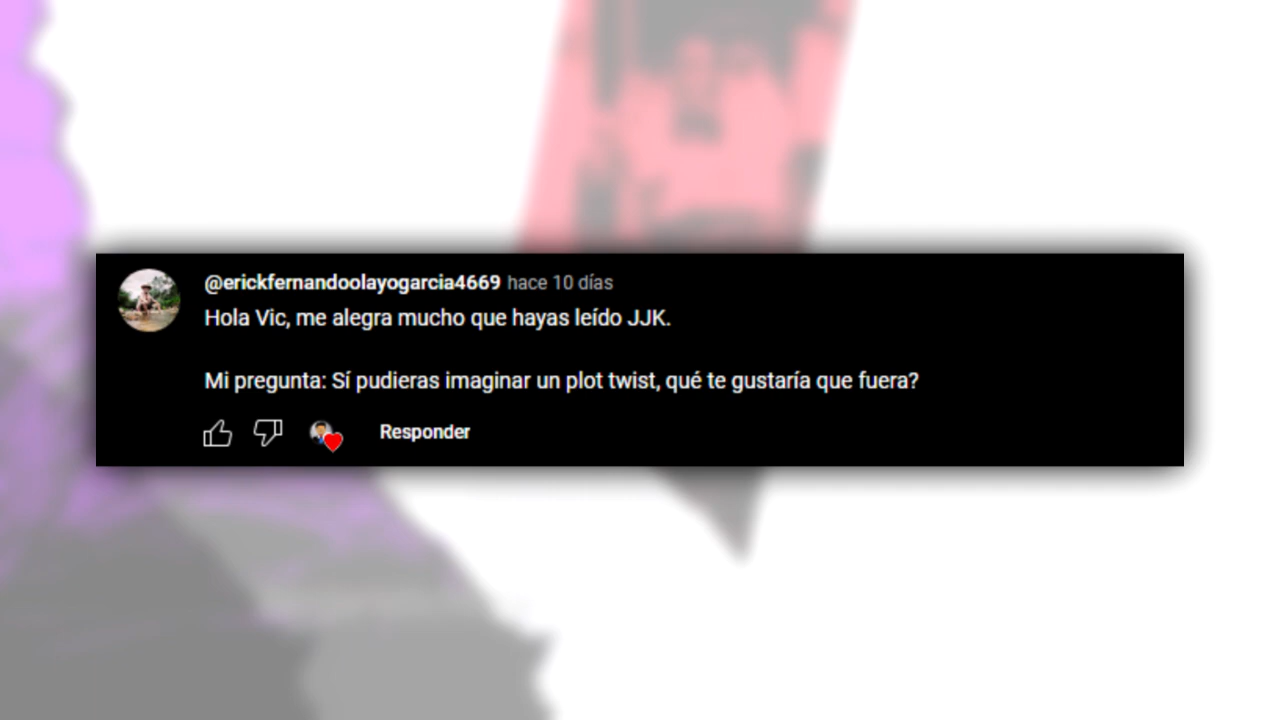 @erickfernandoolayogarcia4669 hace 10 días
Hola Vic, me alegra mucho que hayas leído JJK.
Mi pregunta: Sí pudieras imaginar un plot twist, qué te gustaría que fuera?
Responder